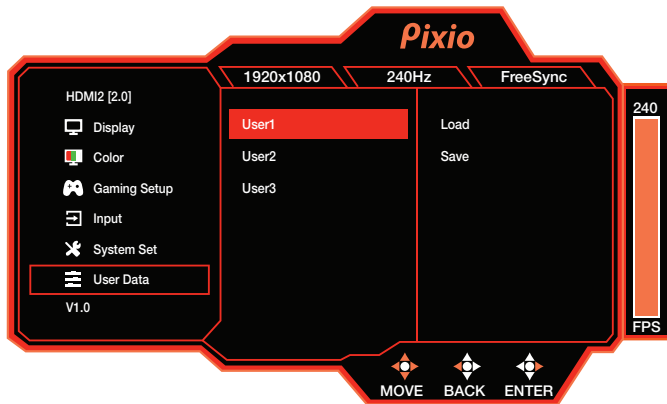 Pixio
1920x1080
240Hz
FreeSync
HDMI2 [2.0]
Display
Color
Gaming Setup
Input
System Set
User Data
V1.0
User1
User2
User3
Load
Save
240
FPS
MOVE
BACK
ENTER